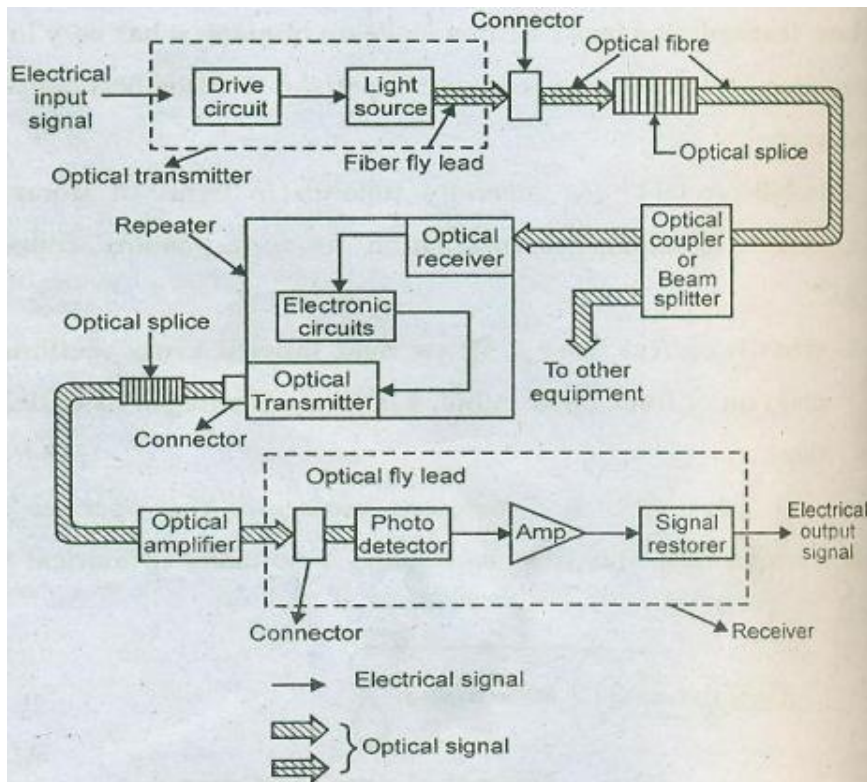 Connector
Optical fibre
Electrical
input
signal
Drive
circuit
Light
source
Fiber fly lead
Optical splice
Optical transmitter
Repeater
Optical
receiver
Optical
coupler
or
Beam
splitter
Electronic
circuits
Optical splice
Optical
Transmitter
To other
equipment
Connector
Optical fly lead
Optical
amplifier
Photo
detector
Amp
Signal
restorer
Electrical
output
signal
Connector
Receiver
Electrical signal
Optical signal